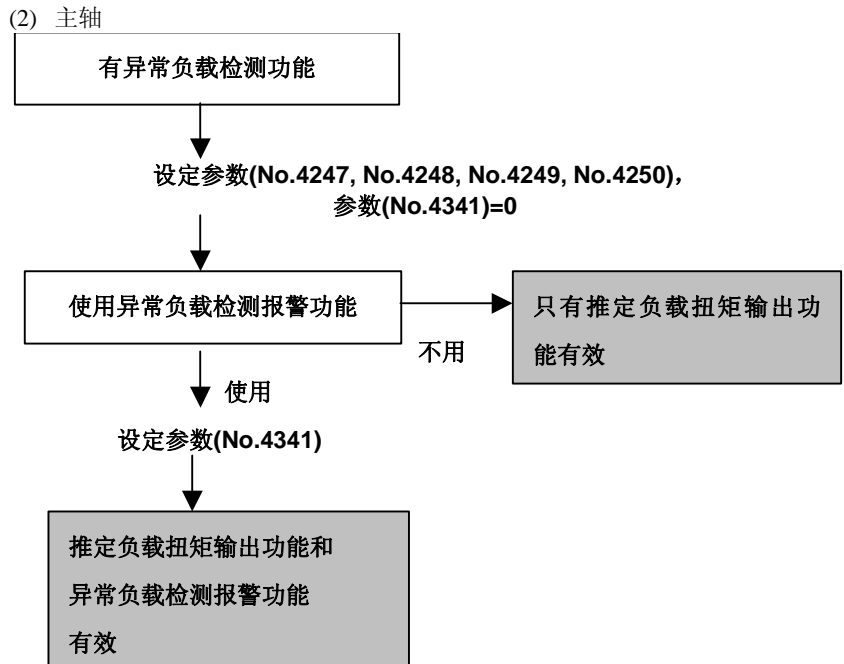 (2) 主轴
有异常负载检测功能
设定参数(No.4247, No.4248, No.4249, No.4250)，
参数(No.4341)=0
使用异常负载检测报警功能
不用
只有推定负载扭矩输出功
能有效
使用
设定参数(No.4341)
推定负载扭矩输出功能和
异常负载检测报警功能
有效